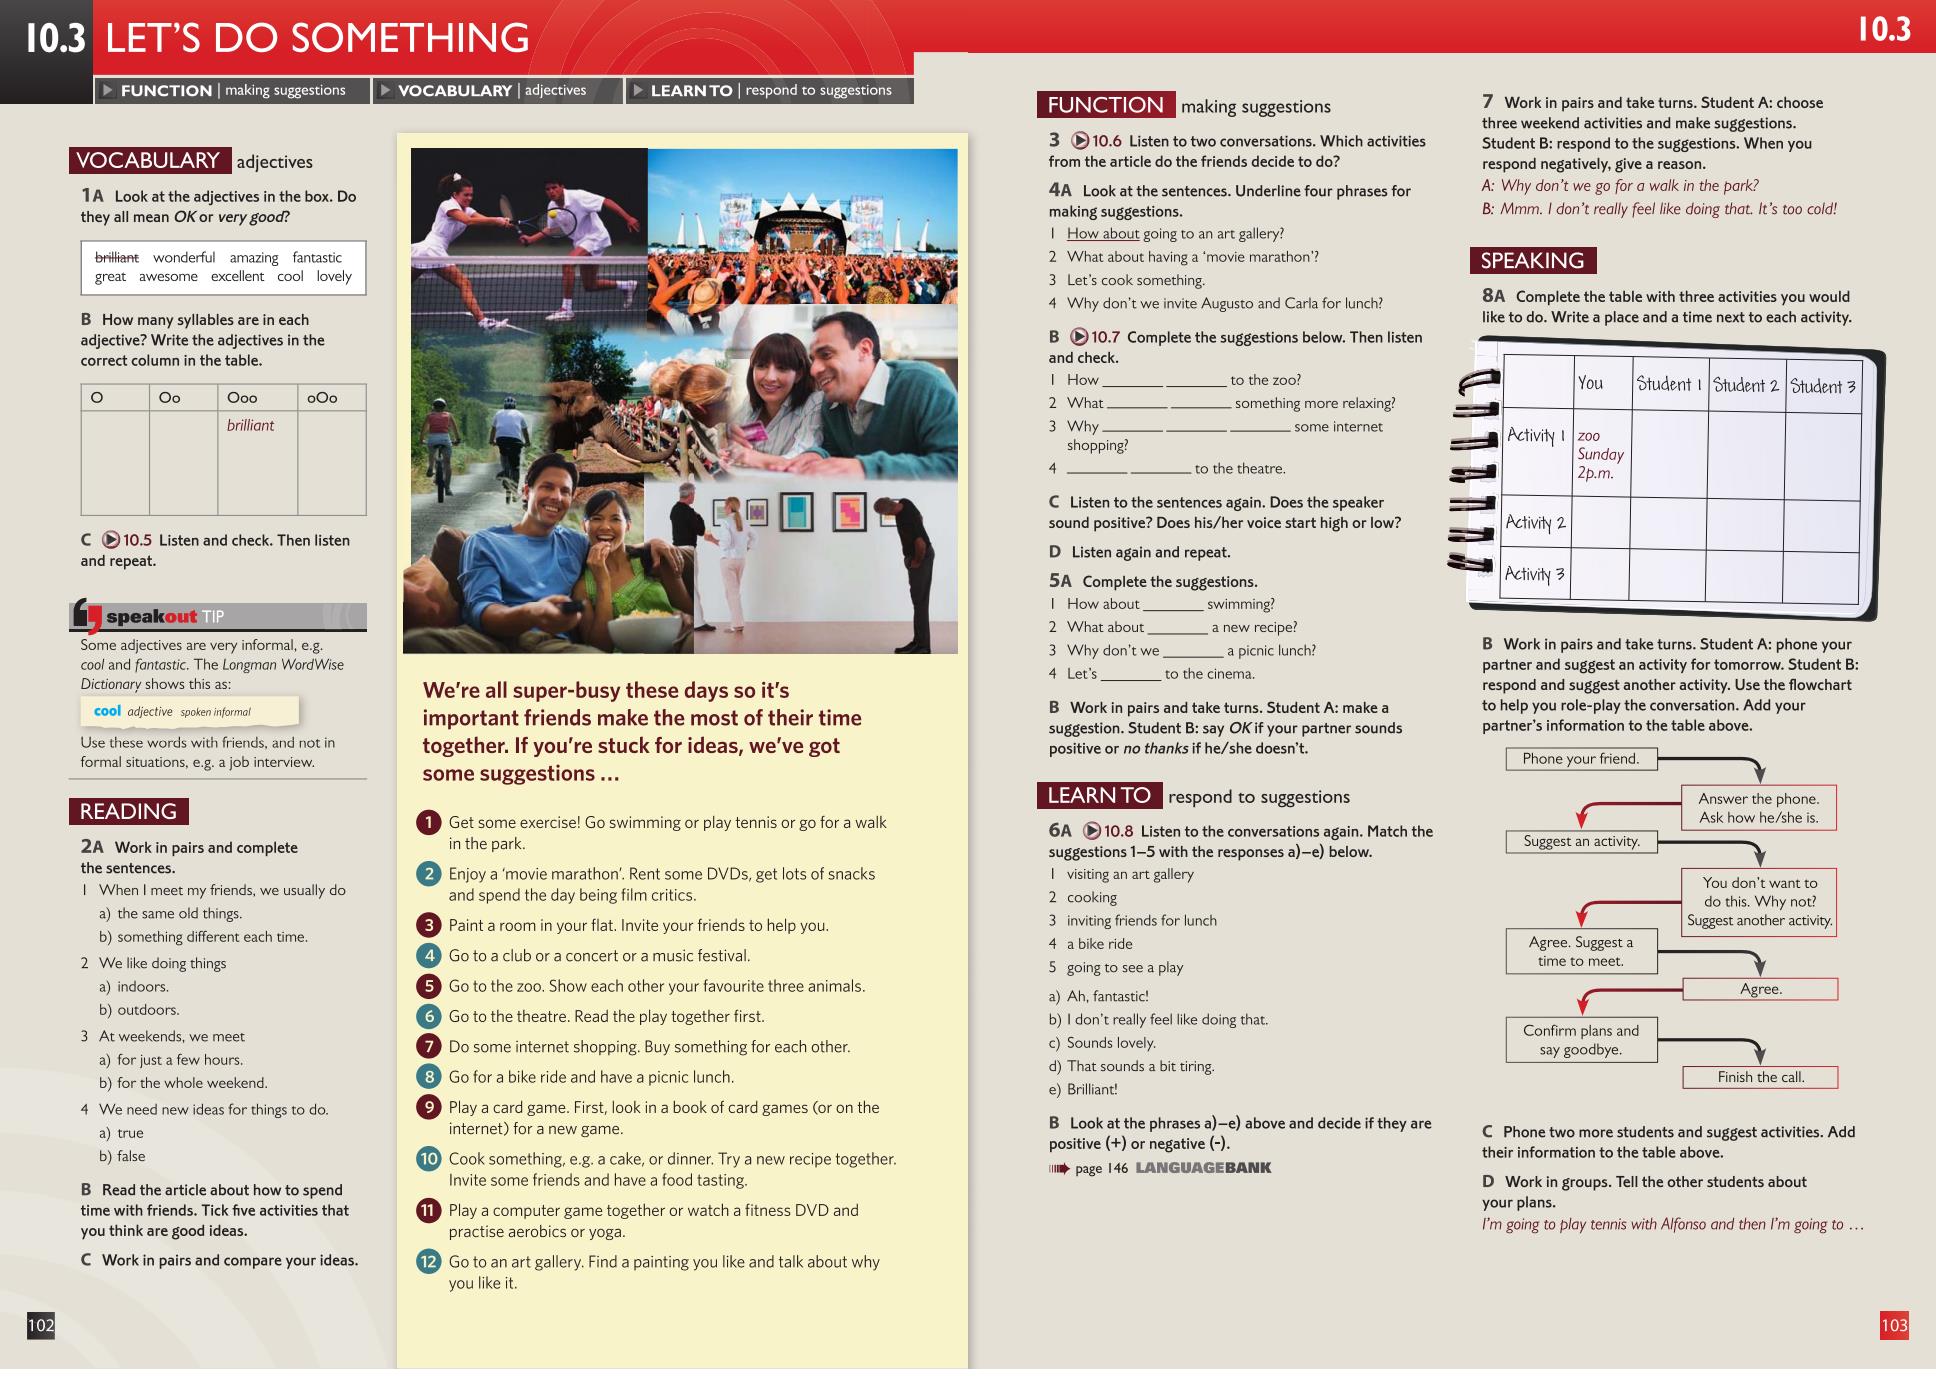 10.3 LET'S DO SOMETHING
10.3
FUNCTION | making suggestions
VOCABULARY | adjectives
LEARN TO | respond to suggestions
VOCABULARY adjectives
1A Look at the adjectives in the box. Do
they all mean OK or very good?
brilliant wonderful amazing fantastic
great awesome excellent cool lovely
B How many syllables are in each
adjective? Write the adjectives in the
correct column in the table.
O Oo Ooo oOo
brilliant
C 10.5 Listen and check. Then listen
and repeat.
speakout TIP
Some adjectives are very informal, e.g.
cool and fantastic. The Longman WordWise
Dictionary shows this as:
cool adjective spoken informal
Use these words with friends, and not in
formal situations, e.g. a job interview.
READING
2A Work in pairs and complete
the sentences.
1 When I meet my friends, we usually do
a) the same old things.
b) something different each time.
2 We like doing things
a) indoors.
b) outdoors.
3 At weekends, we meet
a) for just a few hours.
b) for the whole weekend.
4 We need new ideas for things to do.
a) true
b) false
B Read the article about how to spend
time with friends. Tick five activities that
you think are good ideas.
C Work in pairs and compare your ideas.
102
We're all super-busy these days so it's
important friends make the most of their time
together. If you're stuck for ideas, we've got
some suggestions …
1 Get some exercise! Go swimming or play tennis or go for a walk
in the park.
2 Enjoy a 'movie marathon'. Rent some DVDs, get lots of snacks
and spend the day being film critics.
3 Paint a room in your flat. Invite your friends to help you.
4 Go to a club or a concert or a music festival.
5 Go to the zoo. Show each other your favourite three animals.
6 Go to the theatre. Read the play together first.
7 Do some internet shopping. Buy something for each other.
8 Go for a bike ride and have a picnic lunch.
9 Play a card game. First, look in a book of card games (or on the
internet) for a new game.
10 Cook something, e.g. a cake, or dinner. Try a new recipe together.
Invite some friends and have a food tasting.
11 Play a computer game together or watch a fitness DVD and
practise aerobics or yoga.
12 Go to an art gallery. Find a painting you like and talk about why
you like it.
FUNCTION making suggestions
3 10.6 Listen to two conversations. Which activities
from the article do the friends decide to do?
4A Look at the sentences. Underline four phrases for
making suggestions.
1 How about going to an art gallery?
2 What about having a 'movie marathon'?
3 Let's cook something.
4 Why don't we invite Augusto and Carla for lunch?
B 10.7 Complete the suggestions below. Then listen
and check.
1 How ________ ________ to the zoo?
2 What ________ ________ something more relaxing?
3 Why ________ ________ ________ some internet
shopping?
4 ________ ________ to the theatre.
C Listen to the sentences again. Does the speaker
sound positive? Does his/her voice start high or low?
D Listen again and repeat.
5A Complete the suggestions.
1 How about ________ swimming?
2 What about ________ a new recipe?
3 Why don't we ________ a picnic lunch?
4 Let's ________ to the cinema.
B Work in pairs and take turns. Student A: make a
suggestion. Student B: say OK if your partner sounds
positive or no thanks if he/she doesn't.
LEARN TO respond to suggestions
6A 10.8 Listen to the conversations again. Match the
suggestions 1–5 with the responses a)–e) below.
1 visiting an art gallery
2 cooking
3 inviting friends for lunch
4 a bike ride
5 going to see a play
a) Ah, fantastic!
b) I don't really feel like doing that.
c) Sounds lovely.
d) That sounds a bit tiring.
e) Brilliant!
B Look at the phrases a)–e) above and decide if they are
positive (+) or negative (-).
page 146 LANGUAGEBANK
7 Work in pairs and take turns. Student A: choose
three weekend activities and make suggestions.
Student B: respond to the suggestions. When you
respond negatively, give a reason.
A: Why don't we go for a walk in the park?
B: Mmm. I don't really feel like doing that. It's too cold!
SPEAKING
8A Complete the table with three activities you would
like to do. Write a place and a time next to each activity.
You Student 1 Student 2 Student 3
Activity 1
zoo
Sunday
2p.m.
Activity 2
Activity 3
B Work in pairs and take turns. Student A: phone your
partner and suggest an activity for tomorrow. Student B:
respond and suggest another activity. Use the flowchart
to help you role-play the conversation. Add your
partner's information to the table above.
Phone your friend.
Answer the phone.
Ask how he/she is.
Suggest an activity.
You don't want to
do this. Why not?
Suggest another activity.
Agree. Suggest a
time to meet.
Agree.
Confirm plans and
say goodbye.
Finish the call.
C Phone two more students and suggest activities. Add
their information to the table above.
D Work in groups. Tell the other students about
your plans.
I'm going to play tennis with Alfonso and then I'm going to …
103